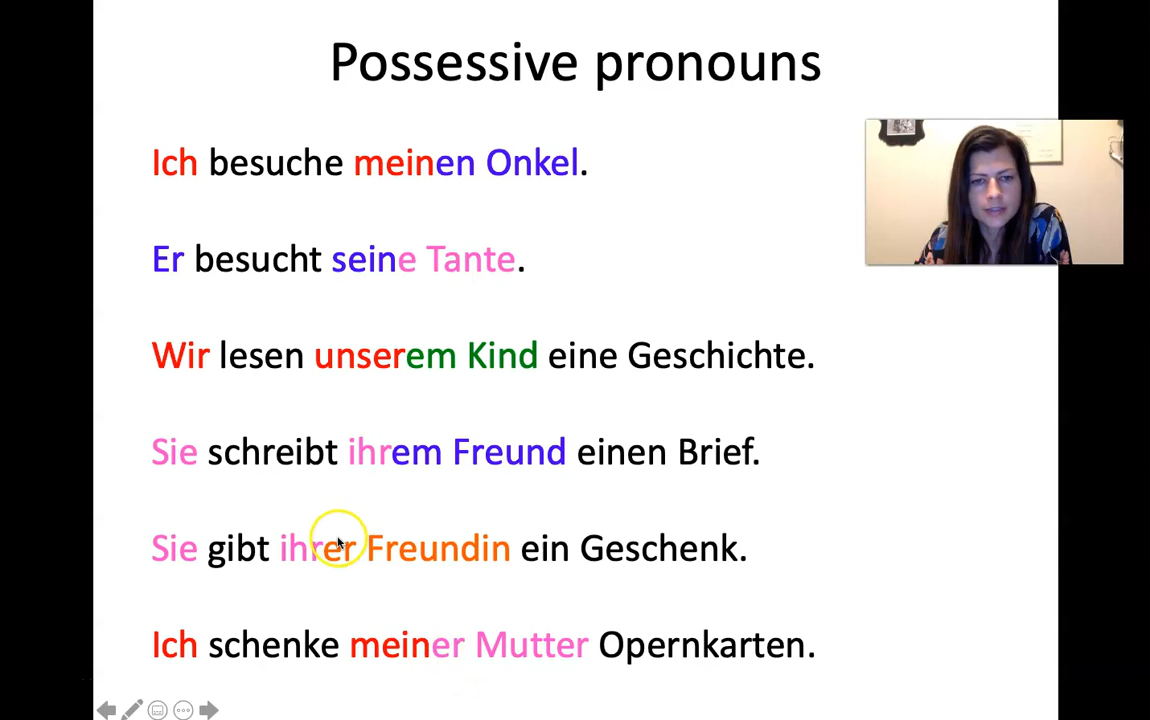 Possessive pronouns
Ich besuche meinen Onkel.
Er besucht seine Tante.
Wir lesen unserem Kind eine Geschichte.
Sie schreibt ihrem Freund einen Brief.
Sie gibt ihrer Freundin ein Geschenk.
Ich schenke meiner Mutter Opernkarten.